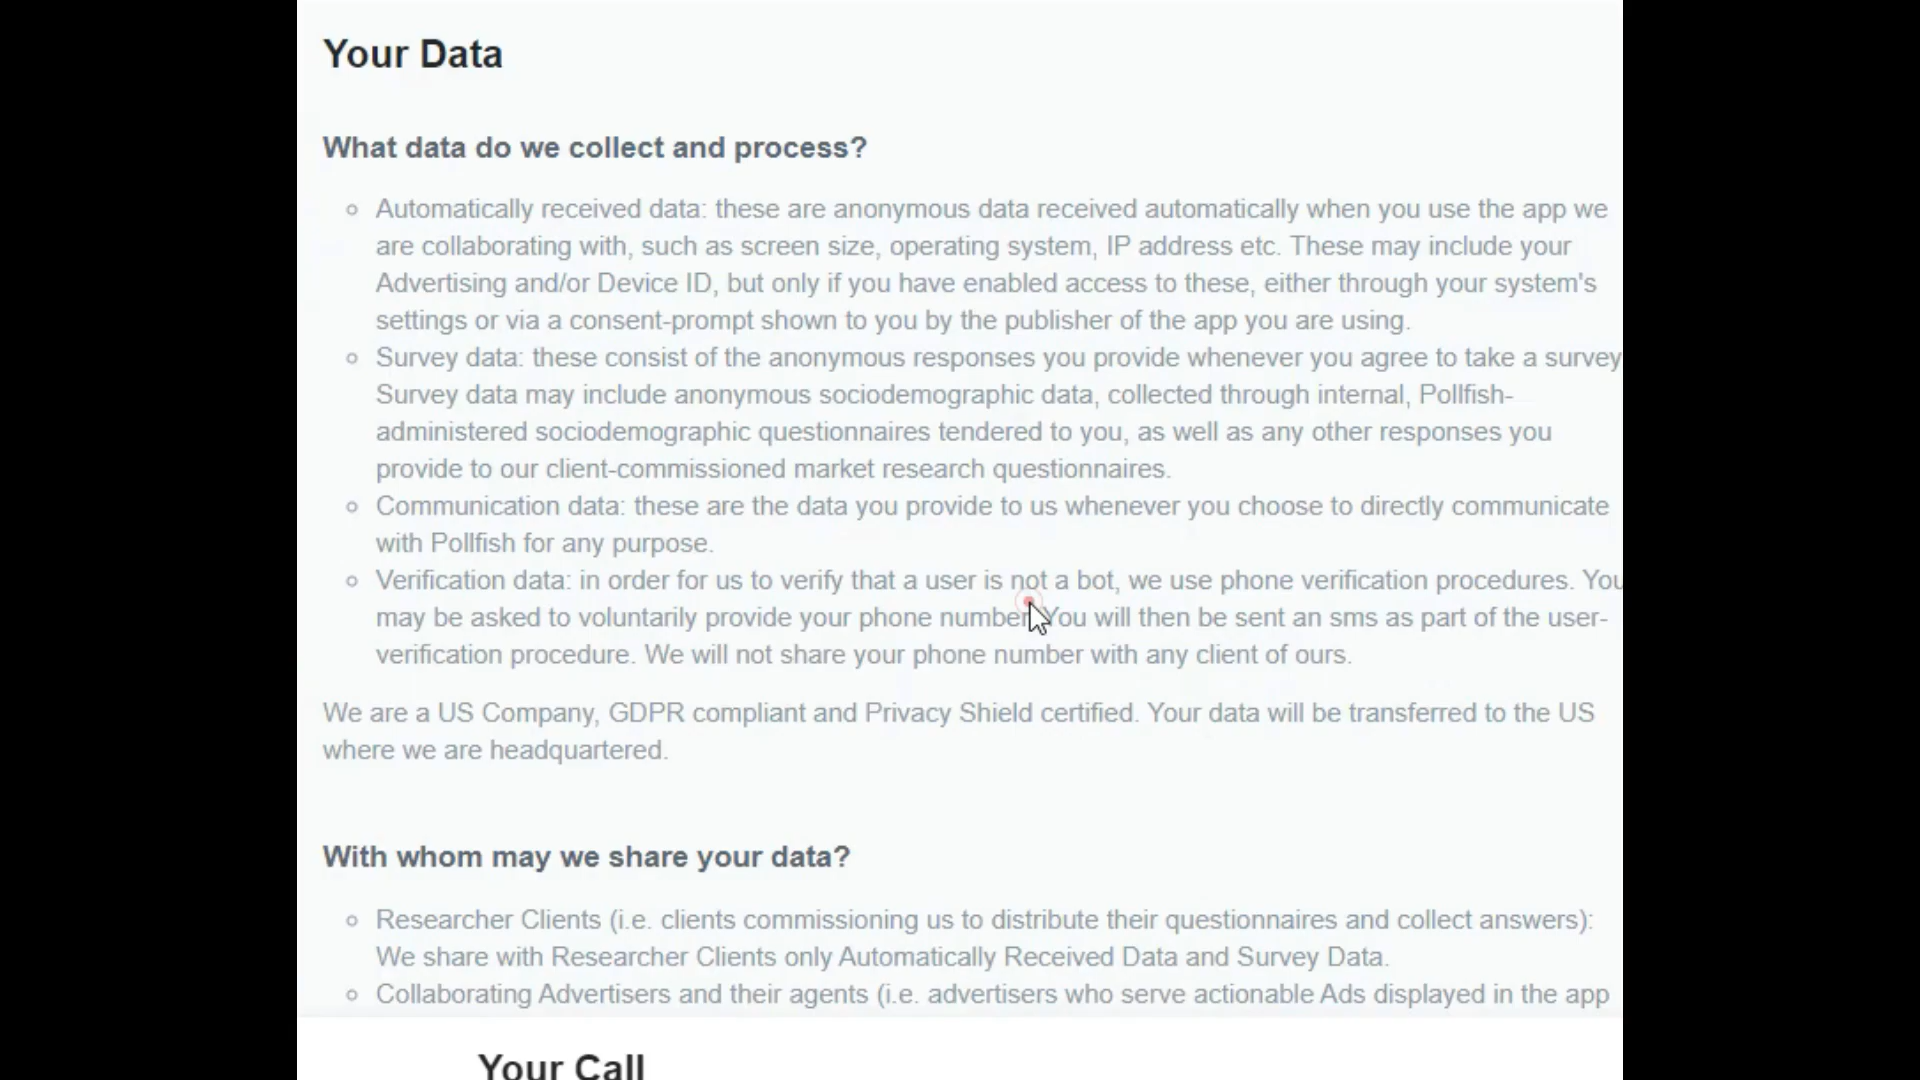 Your Data
What data do we collect and process?
Automatically received data: these are anonymous data received automatically when you use the app we
are collaborating with, such as screen size, operating system, IP address etc. These may include your
Advertising and/or Device ID, but only if you have enabled access to these, either through your system's
settings or via a consent-prompt shown to you by the publisher of the app you are using.
Survey data: these consist of the anonymous responses you provide whenever you agree to take a survey
Survey data may include anonymous sociodemographic data, collected through internal, Pollfish-
administered sociodemographic questionnaires tendered to you, as well as any other responses you
provide to our client-commissioned market research questionnaires.
Communication data: these are the data you provide to us whenever you choose to directly communicate
with Pollfish for any purpose.
Verification data: in order for us to verify that a user is not a bot, we use phone verification procedures. You
may be asked to voluntarily provide your phone number. You will then be sent an sms as part of the user-
verification procedure. We will not share your phone number with any client of ours.
We are a US Company, GDPR compliant and Privacy Shield certified. Your data will be transferred to the US
where we are headquartered.
With whom may we share your data?
Researcher Clients (i.e. clients commissioning us to distribute their questionnaires and collect answers):
We share with Researcher Clients only Automatically Received Data and Survey Data.
Collaborating Advertisers and their agents (i.e. advertisers who serve actionable Ads displayed in the app
Your Call